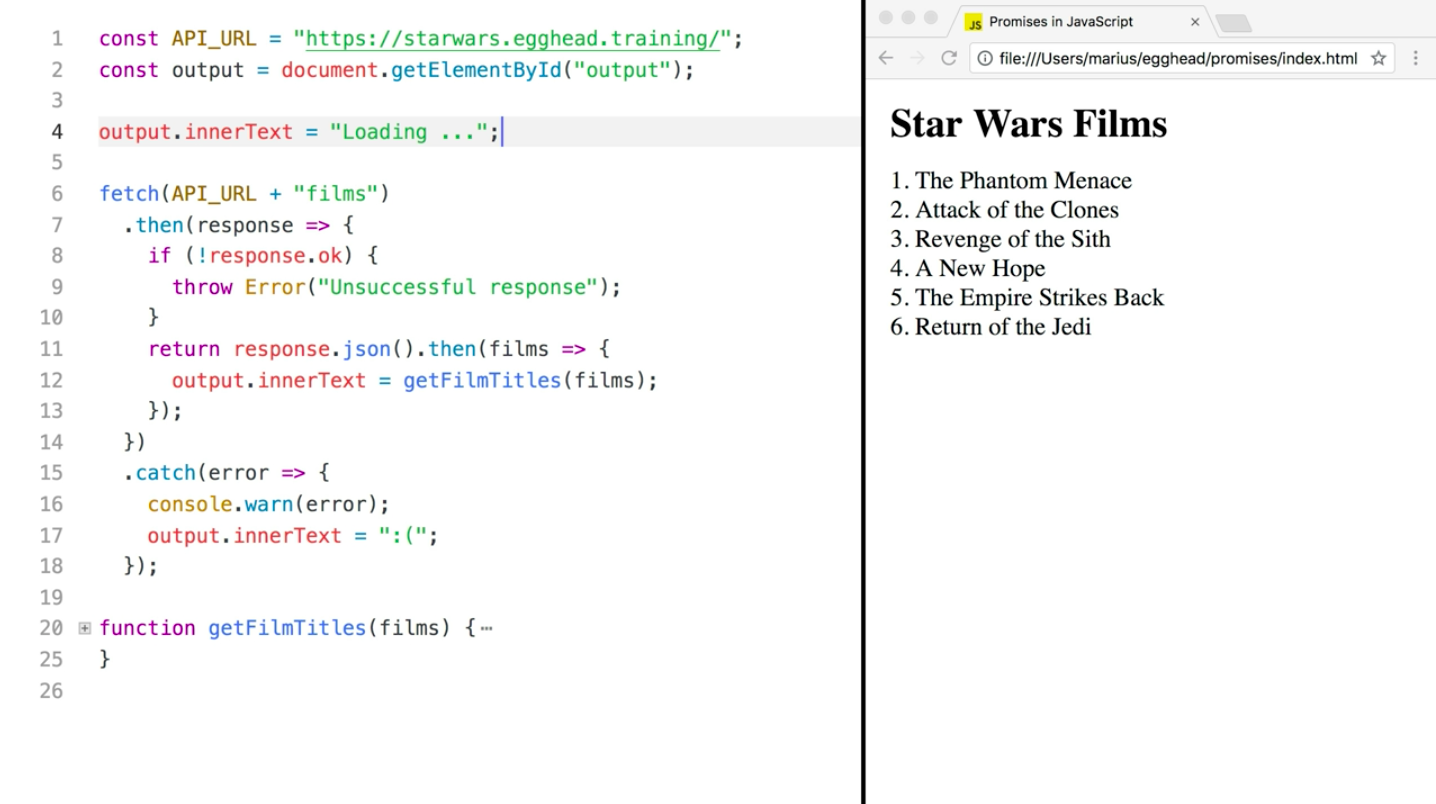 1 const API_URL = "https://starwars.egghead.training/";
2 const output = document.getElementById("output");
3
4 output.innerText = "Loading ...";
5
6 fetch(API_URL + "films")
7 .then(response => {
8 if (!response.ok) {
9 throw Error("Unsuccessful response");
10 }
11 return response.json().then(films => {
12 output.innerText = getFilmTitles(films);
13 });
14 })
15 .catch(error => {
16 console.warn(error);
17 output.innerText = ":(";
18 });
19
20 function getFilmTitles(films) {⋯
25 }
26
JS Promises in JavaScript
file:///Users/marius/egghead/promises/index.html
Star Wars Films
1. The Phantom Menace
2. Attack of the Clones
3. Revenge of the Sith
4. A New Hope
5. The Empire Strikes Back
6. Return of the Jedi